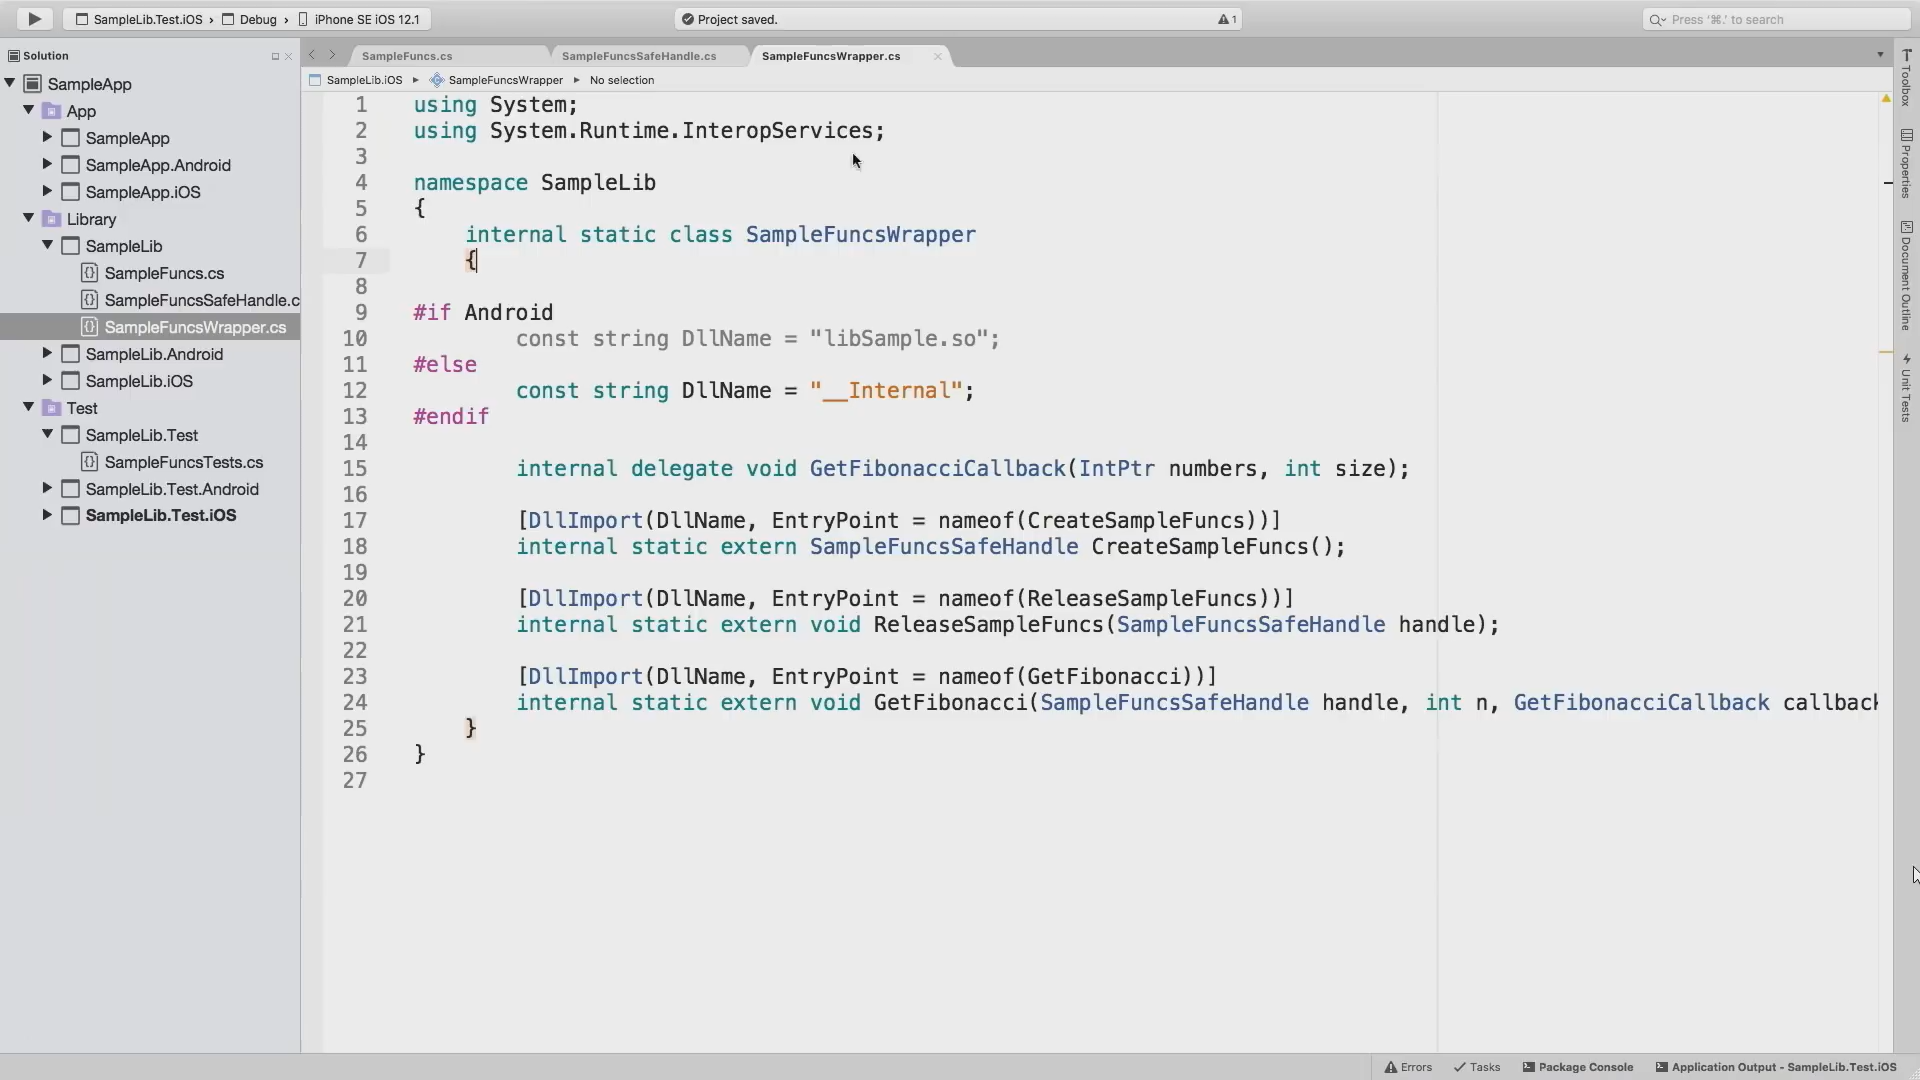 SampleLib.Test.iOS › Debug › iPhone SE iOS 12.1
Project saved.
1
Press '⌘.' to search
Solution
SampleFuncs.cs
SampleFuncsSafeHandle.cs
SampleFuncsWrapper.cs
SampleLib.iOS ▸ SampleFuncsWrapper ▸ No selection
SampleApp
App
SampleApp
SampleApp.Android
SampleApp.iOS
Library
SampleLib
SampleFuncs.cs
SampleFuncsSafeHandle.c
SampleFuncsWrapper.cs
SampleLib.Android
SampleLib.iOS
Test
SampleLib.Test
SampleFuncsTests.cs
SampleLib.Test.Android
SampleLib.Test.iOS
1 using System;
2 using System.Runtime.InteropServices;
3
4 namespace SampleLib
5 {
6 internal static class SampleFuncsWrapper
7 {
8
9 #if Android
10 const string DllName = "libSample.so";
11 #else
12 const string DllName = "__Internal";
13 #endif
14
15 internal delegate void GetFibonacciCallback(IntPtr numbers, int size);
16
17 [DllImport(DllName, EntryPoint = nameof(CreateSampleFuncs))]
18 internal static extern SampleFuncsSafeHandle CreateSampleFuncs();
19
20 [DllImport(DllName, EntryPoint = nameof(ReleaseSampleFuncs))]
21 internal static extern void ReleaseSampleFuncs(SampleFuncsSafeHandle handle);
22
23 [DllImport(DllName, EntryPoint = nameof(GetFibonacci))]
24 internal static extern void GetFibonacci(SampleFuncsSafeHandle handle, int n, GetFibonacciCallback callback
25 }
26 }
27
Toolbox
Properties
Document Outline
Unit Tests
Errors
Tasks
Package Console
Application Output - SampleLib.Test.iOS